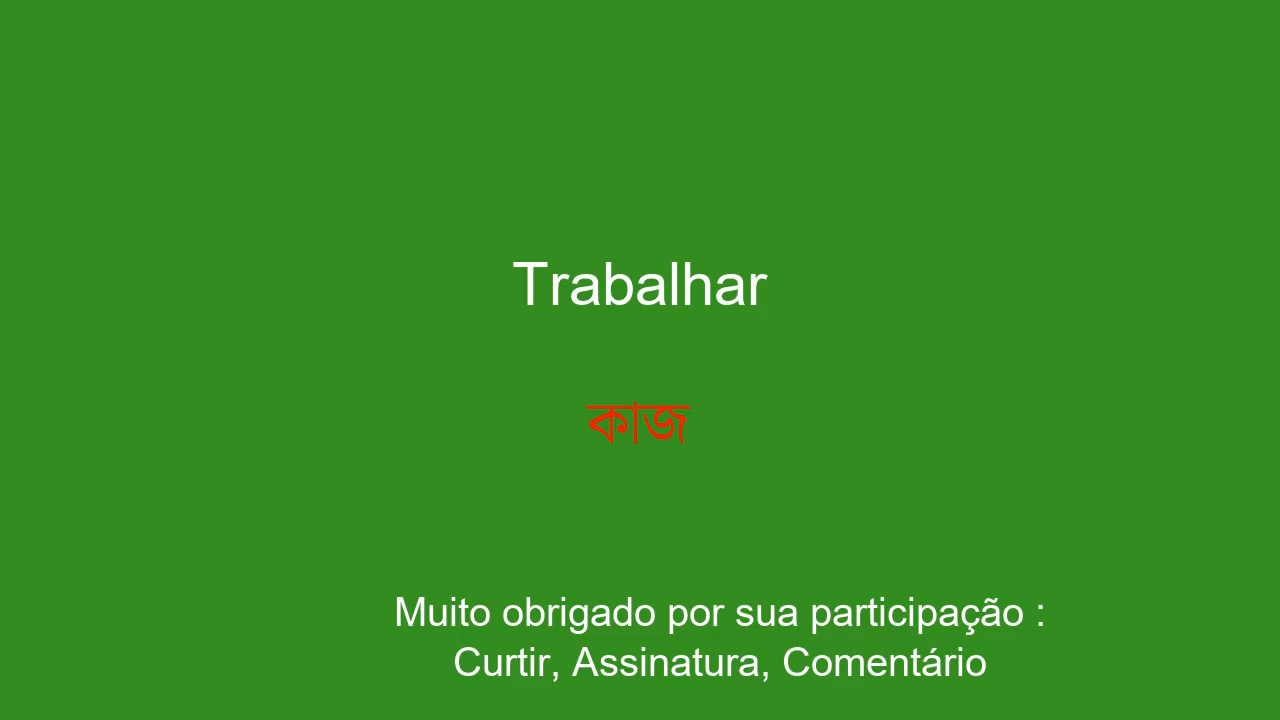 Trabalhar
কাজ
Muito obrigado por sua participação :
Curtir, Assinatura, Comentário